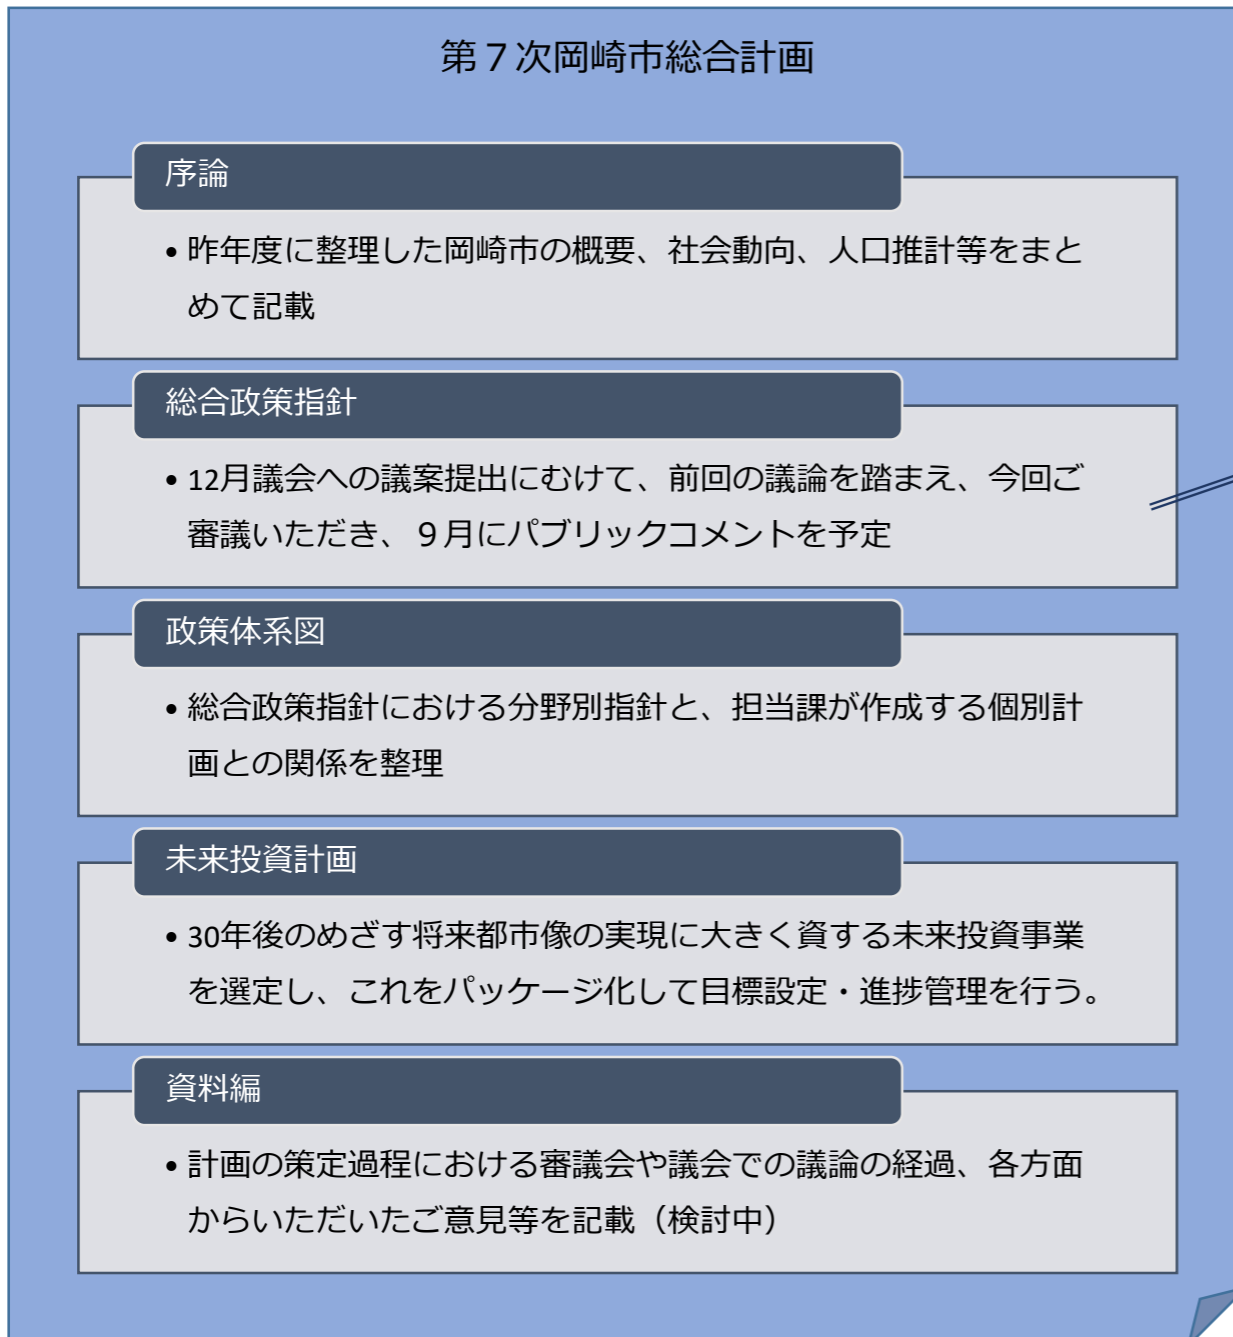 第７次岡崎市総合計画
序論
• 昨年度に整理した岡崎市の概要、社会動向、人口推計等をまと
めて記載
総合政策指針
• 12月議会への議案提出にむけて、前回の議論を踏まえ、今回ご
審議いただき、９月にパブリックコメントを予定
政策体系図
• 総合政策指針における分野別指針と、担当課が作成する個別計
画との関係を整理
未来投資計画
• 30年後のめざす将来都市像の実現に大きく資する未来投資事業
を選定し、これをパッケージ化して目標設定・進捗管理を行う。
資料編
• 計画の策定過程における審議会や議会での議論の経過、各方面
からいただいたご意見等を記載（検討中）